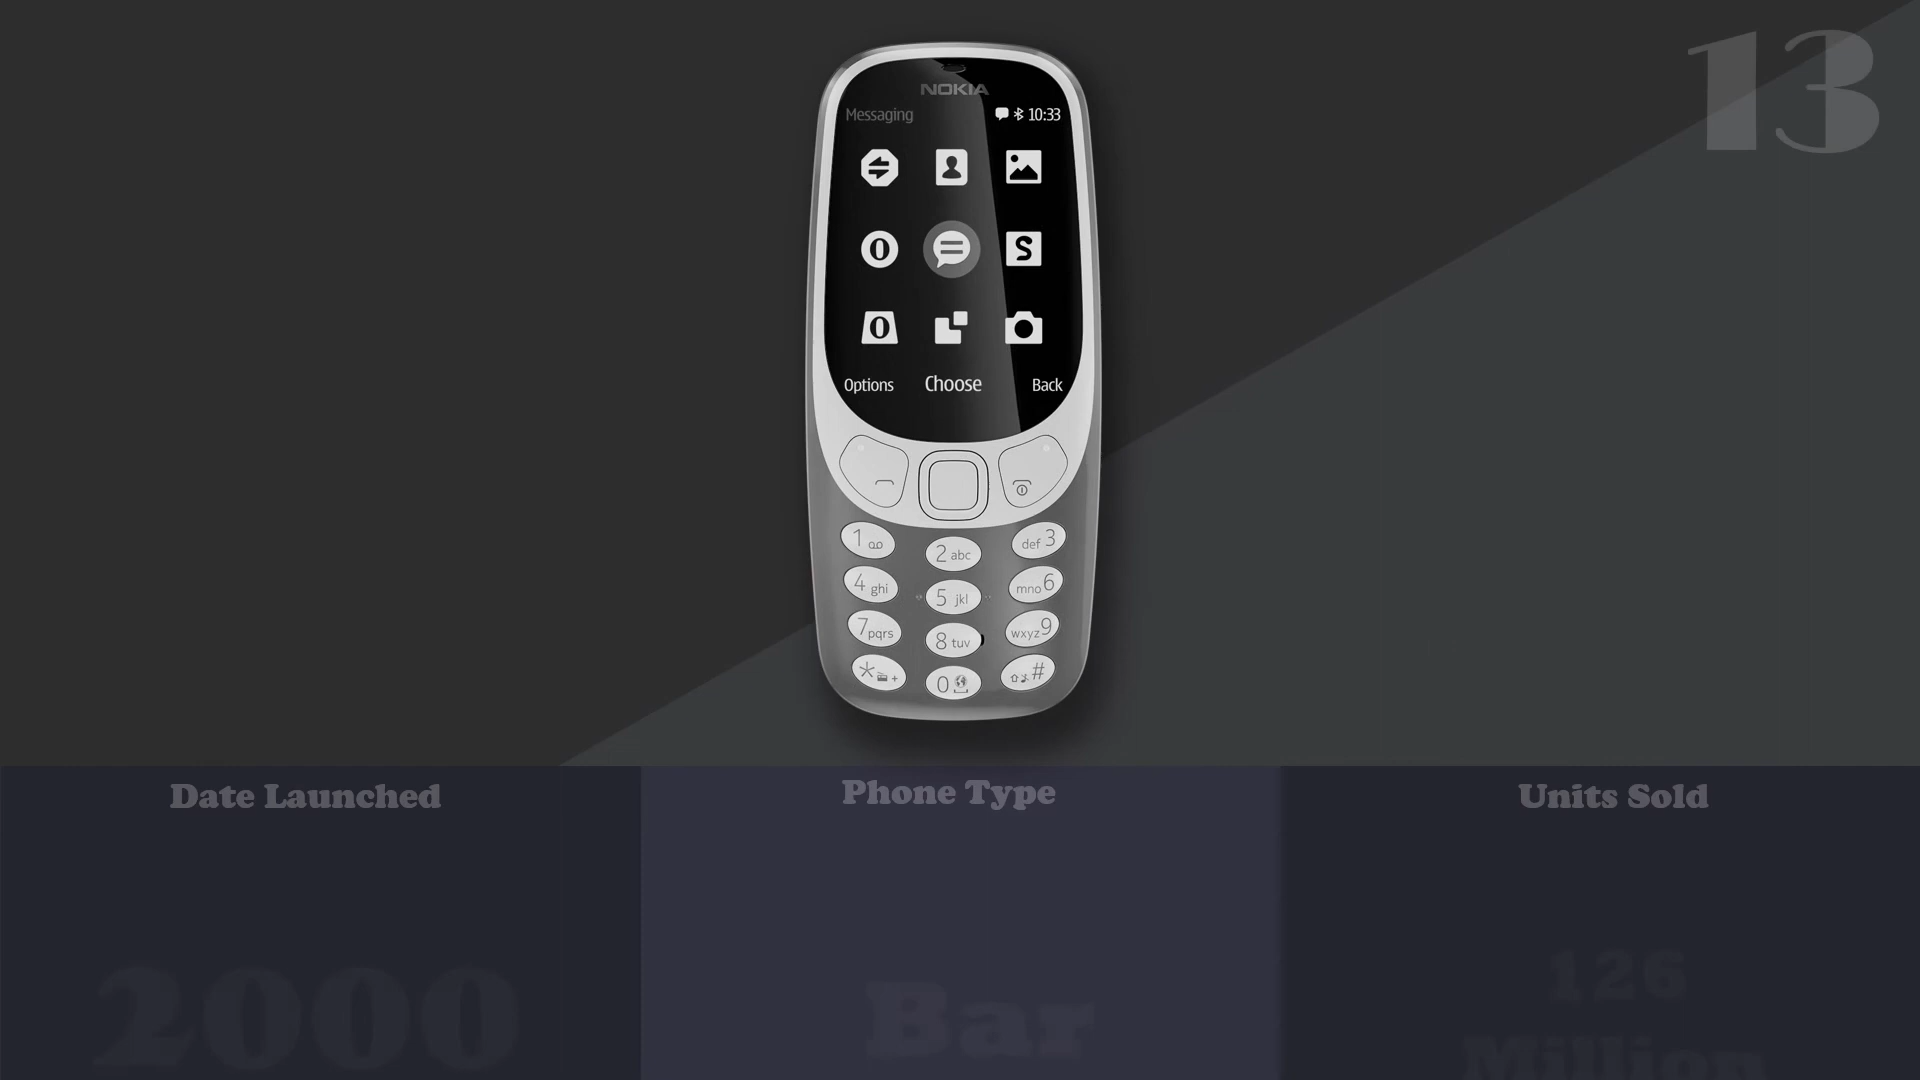 13
NOKIA
Messaging 10:33
Options Choose Back
1 2 abc def 3
4 ghi 5 jkl mno 6
7 pqrs 8 tuv wxyz 9
* + 0 #
Date Launched Phone Type Units Sold
2000 Bar 126
Million